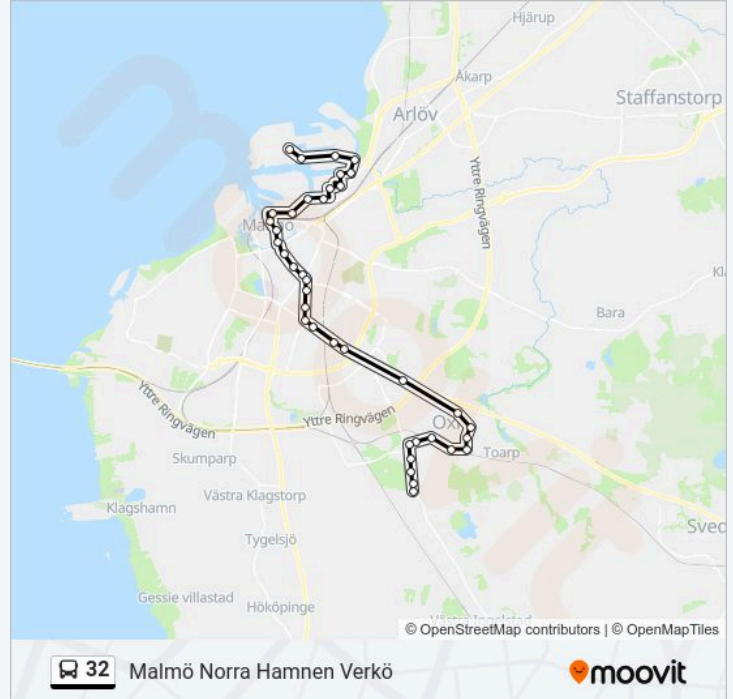 Hjärup
Åkarp
Staffanstorp
Arlöv
Yttre Ringvägen
Bara
Yttre Ringvägen
Yttre Ringvägen
Toarp
Skumparp
Västra Klagstorp
Klagshamn
Sved
Tygelsjö
Gessie villastad
Hököpinge
© OpenStreetMap contributors | © OpenMapTiles
32 Malmö Norra Hamnen Verkö
moovit